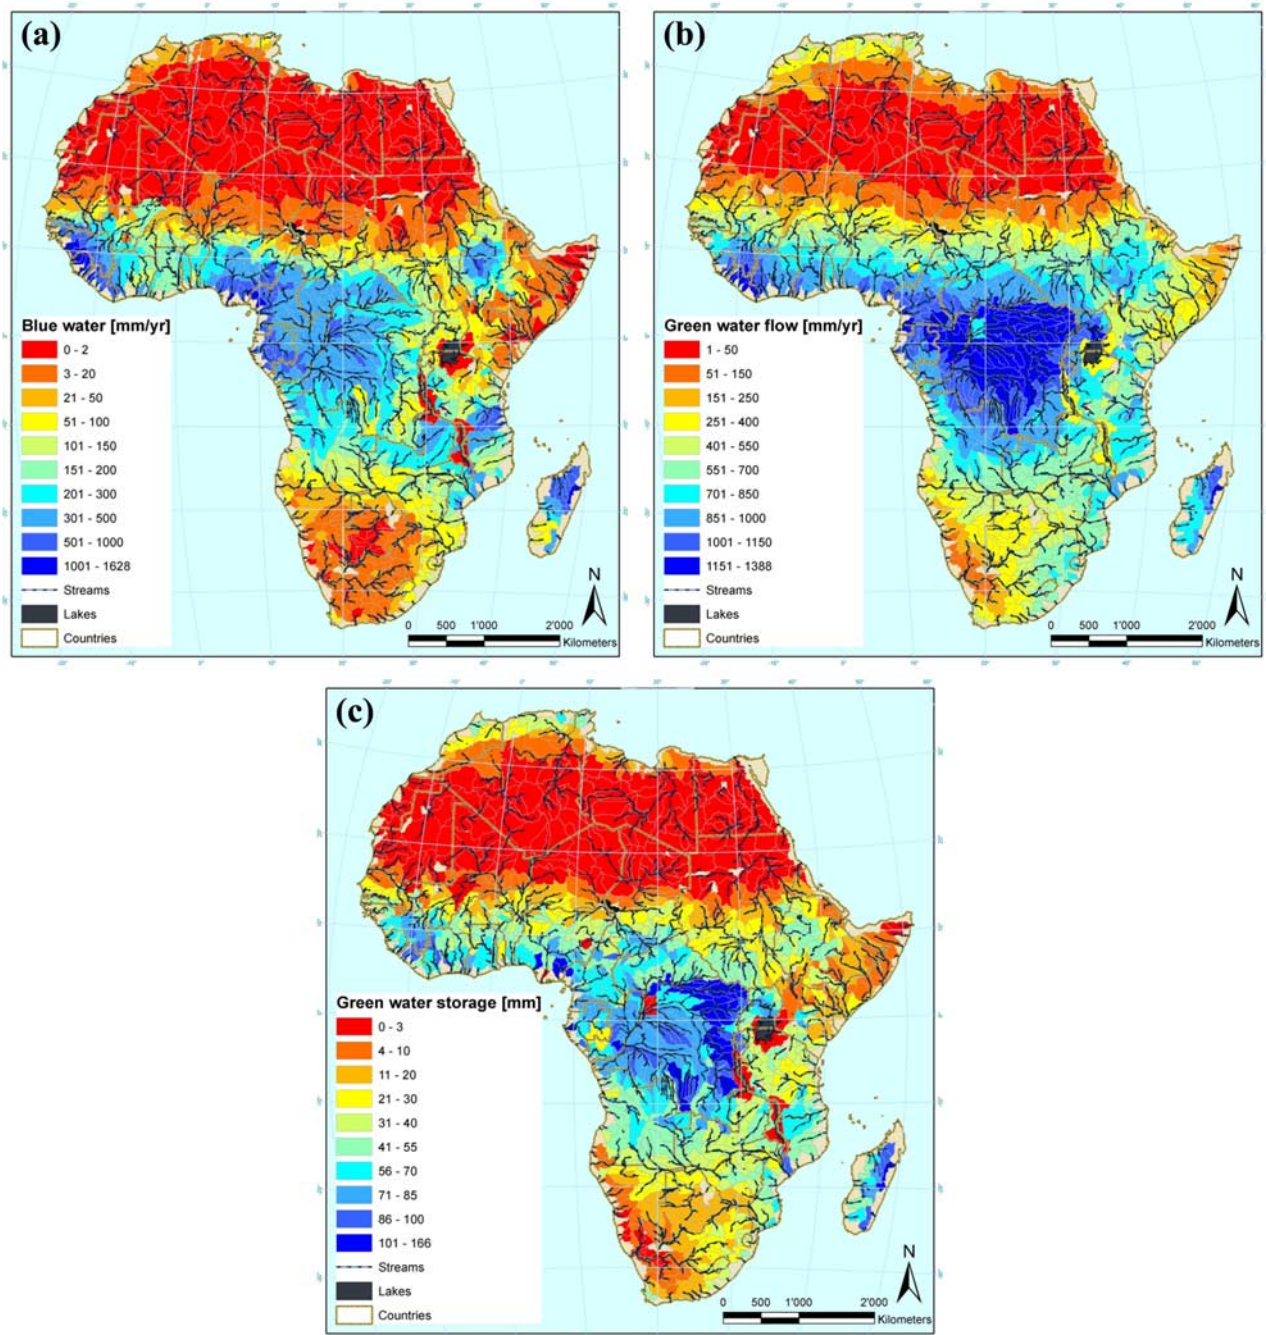 (a)
Blue water [mm/yr]
0 - 2
3 - 20
21 - 50
51 - 100
101 - 150
151 - 200
201 - 300
301 - 500
501 - 1000
1001 - 1628
Streams
Lakes
Countries
N
0 500 1'000 2'000
Kilometers
(b)
Green water flow [mm/yr]
1 - 50
51 - 150
151 - 250
251 - 400
401 - 550
551 - 700
701 - 850
851 - 1000
1001 - 1150
1151 - 1388
Streams
Lakes
Countries
N
0 500 1'000 2'000
Kilometers
(c)
Green water storage [mm]
0 - 3
4 - 10
11 - 20
21 - 30
31 - 40
41 - 55
56 - 70
71 - 85
86 - 100
101 - 166
Streams
Lakes
Countries
N
0 500 1'000 2'000
Kilometers